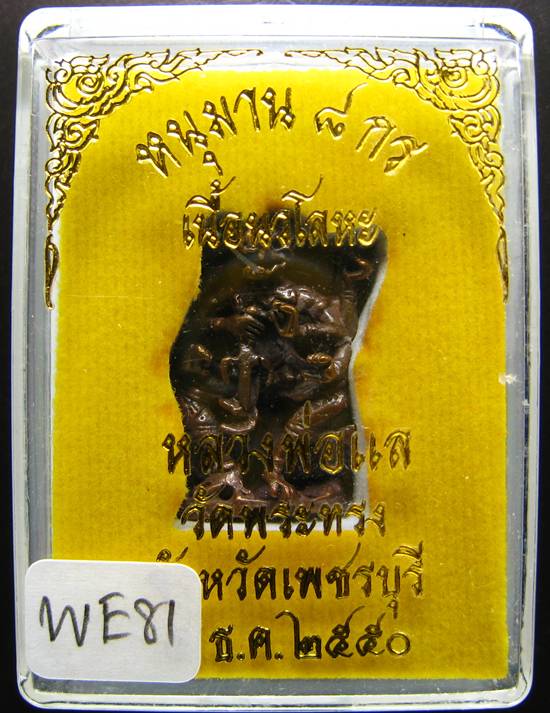 หนุมาน ๘ กร
เนื้อนวโลหะ
หลวงพ่อแล
วัดพระทรง
จังหวัดเพชรบุรี
ธ.ค.๒๕๕๐
WE81